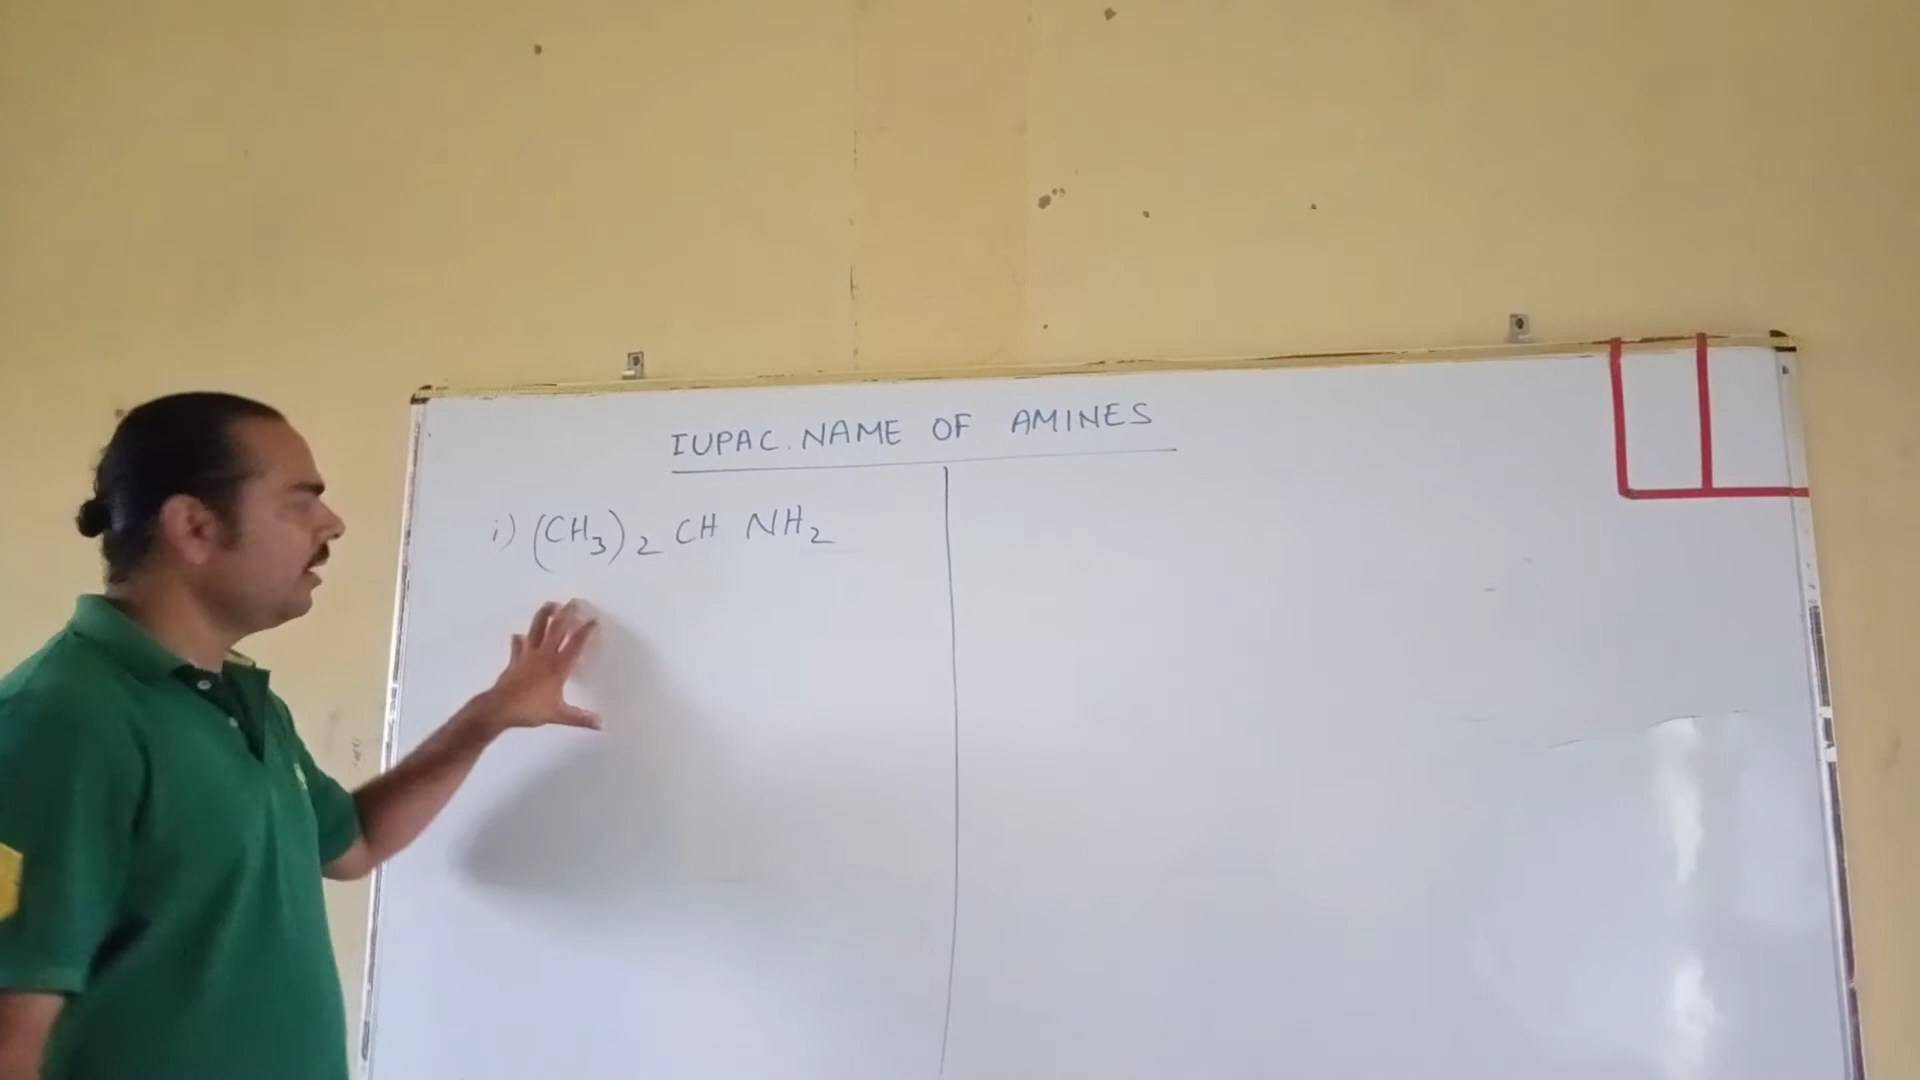 IUPAC. NAME OF AMINES
i) (CH₃)₂ CH NH₂